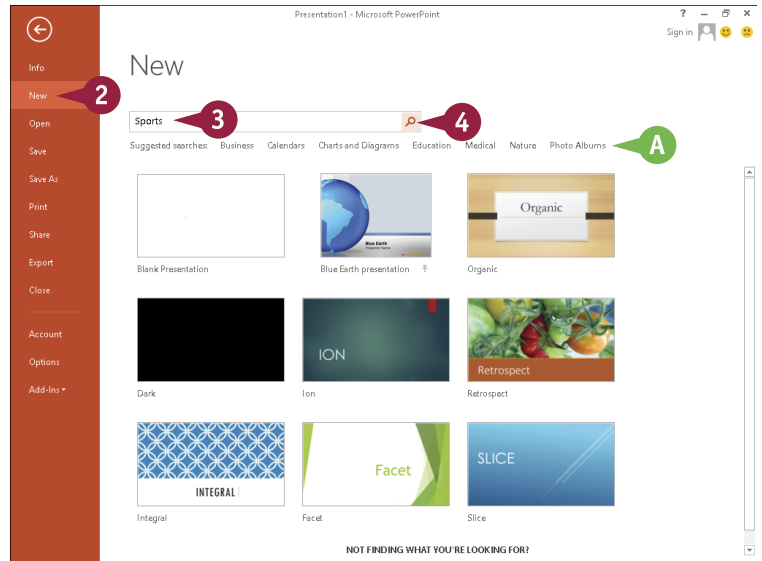 Presentation1 - Microsoft PowerPoint
?
Sign in
Info
New
Open
Save
Save As
Print
Share
Export
Close
Account
Options
Add-Ins
New
2
Sports
3
4
Suggested searches: Business Calendars Charts and Diagrams Education Medical Nature Photo Albums
A
Blue Earth
Organic
Blank Presentation
Blue Earth presentation
Organic
ION
Retrospect
Dark
Ion
Retrospect
INTEGRAL
Facet
SLICE
Integral
Facet
Slice
NOT FINDING WHAT YOU'RE LOOKING FOR?